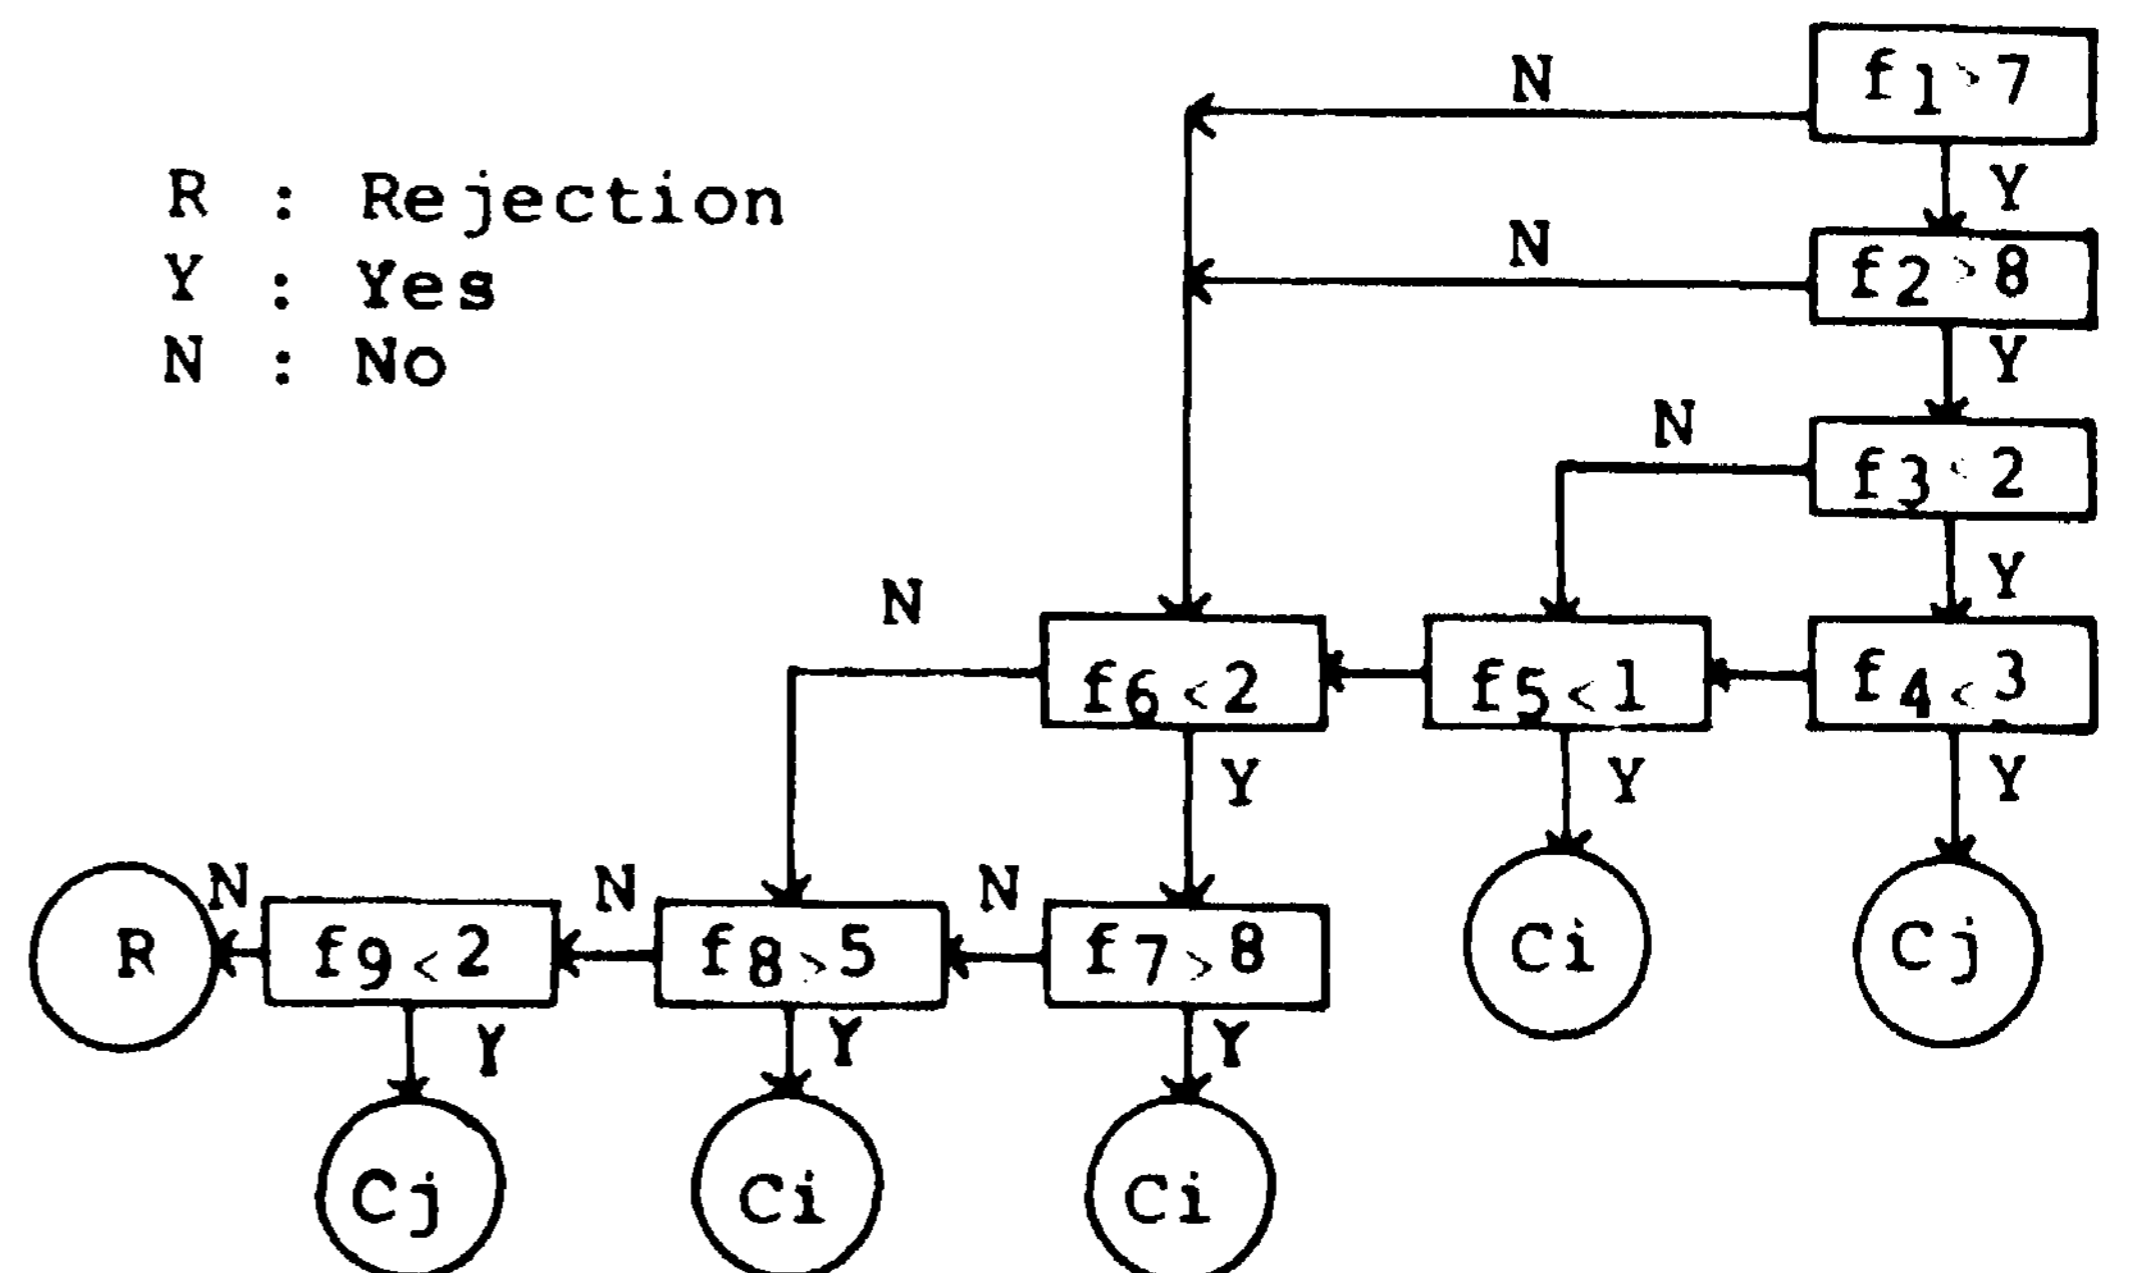 N
f1>7
R : Rejection
Y
Y : Yes
N
f2>8
N : No
Y
N
f3<2
Y
N
f6<2
f5<1
f4<3
Y
Y
Y
R
N
f9<2
N
f8>5
N
f7>8
Ci
Cj
Y
Y
Y
Cj
Ci
Ci